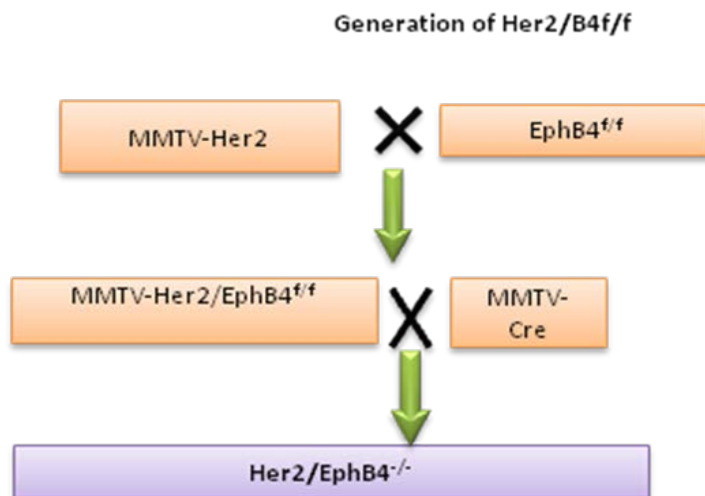 Generation of Her2/B4f/f
MMTV-Her2
EphB4f/f
MMTV-Her2/EphB4f/f
MMTV-
Cre
Her2/EphB4-/-